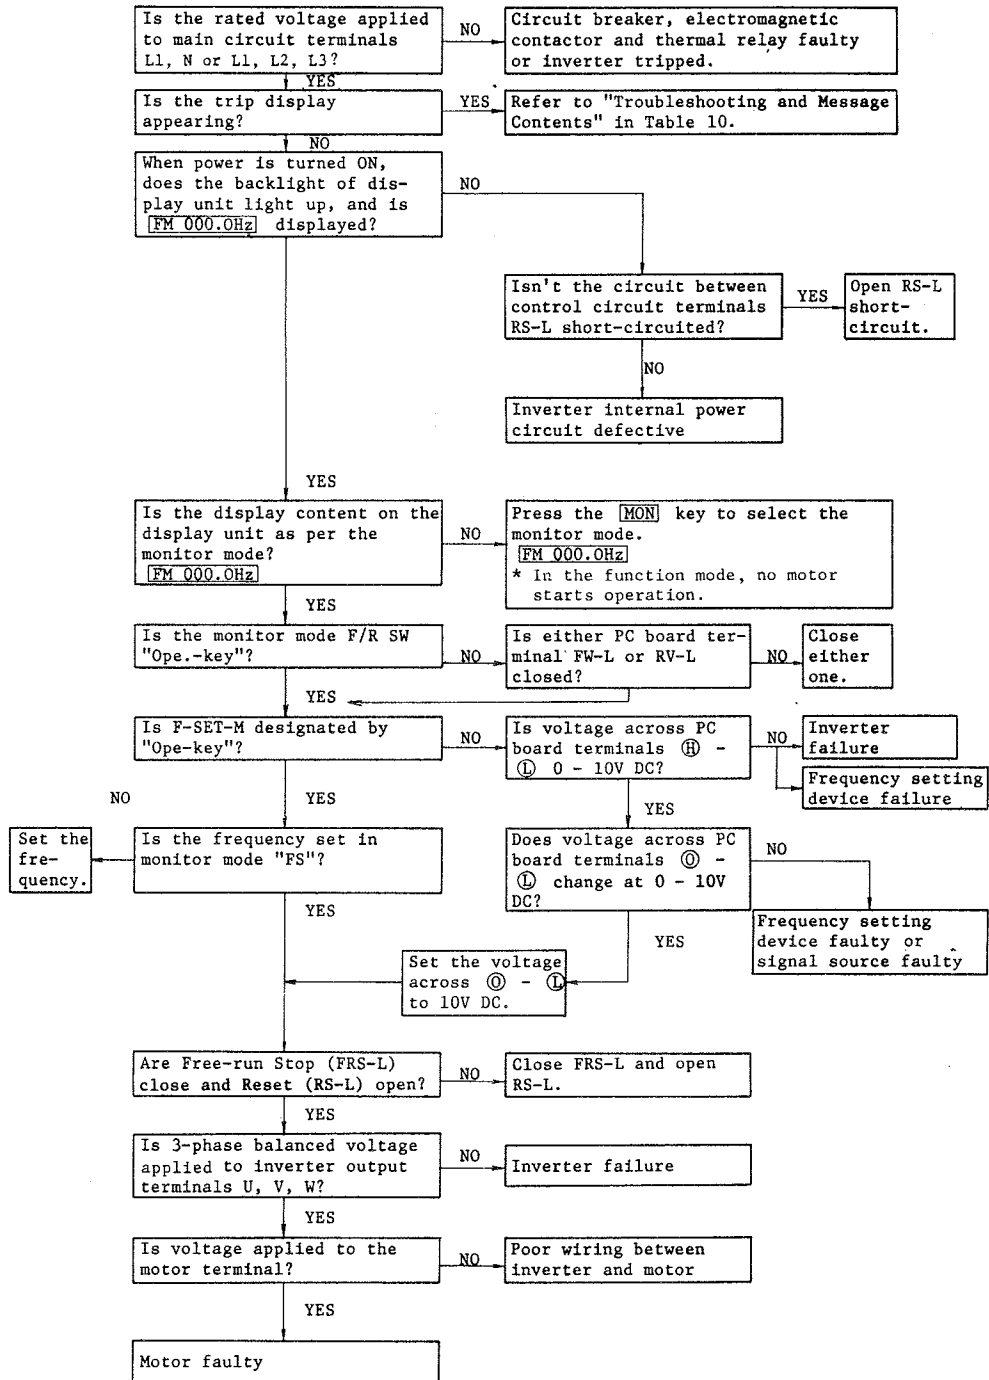 Is the rated voltage applied
to main circuit terminals
L1, N or L1, L2, L3?
NO
Circuit breaker, electromagnetic
contactor and thermal relay faulty
or inverter tripped.
YES
Is the trip display
appearing?
YES
Refer to "Troubleshooting and Message
Contents" in Table 10.
NO
When power is turned ON,
does the backlight of dis-
play unit light up, and is
FM 000.0Hz displayed?
NO
Isn't the circuit between
control circuit terminals
RS-L short-circuited?
YES
Open RS-L
short-
circuit.
NO
Inverter internal power
circuit defective
YES
Is the display content on the
display unit as per the
monitor mode?
FM 000.0Hz
NO
Press the MON key to select the
monitor mode.
FM 000.0Hz
* In the function mode, no motor
starts operation.
YES
Is the monitor mode F/R SW
"Ope.-key"?
NO
Is either PC board ter-
minal FW-L or RV-L
closed?
NO
Close
either
one.
YES
Is F-SET-M designated by
"Ope-key"?
NO
Is voltage across PC
board terminals Ⓗ -
Ⓛ 0 - 10V DC?
NO
Inverter
failure
Frequency setting
device failure
YES
YES
NO
Set the
fre-
quency.
Is the frequency set in
monitor mode "FS"?
Does voltage across PC
board terminals Ⓞ -
Ⓛ change at 0 - 10V
DC?
NO
Frequency setting
device faulty or
signal source faulty
YES
YES
Set the voltage
across Ⓞ - Ⓛ
to 10V DC.
Are Free-run Stop (FRS-L)
close and Reset (RS-L) open?
NO
Close FRS-L and open
RS-L.
YES
Is 3-phase balanced voltage
applied to inverter output
terminals U, V, W?
NO
Inverter failure
YES
Is voltage applied to the
motor terminal?
NO
Poor wiring between
inverter and motor
YES
Motor faulty